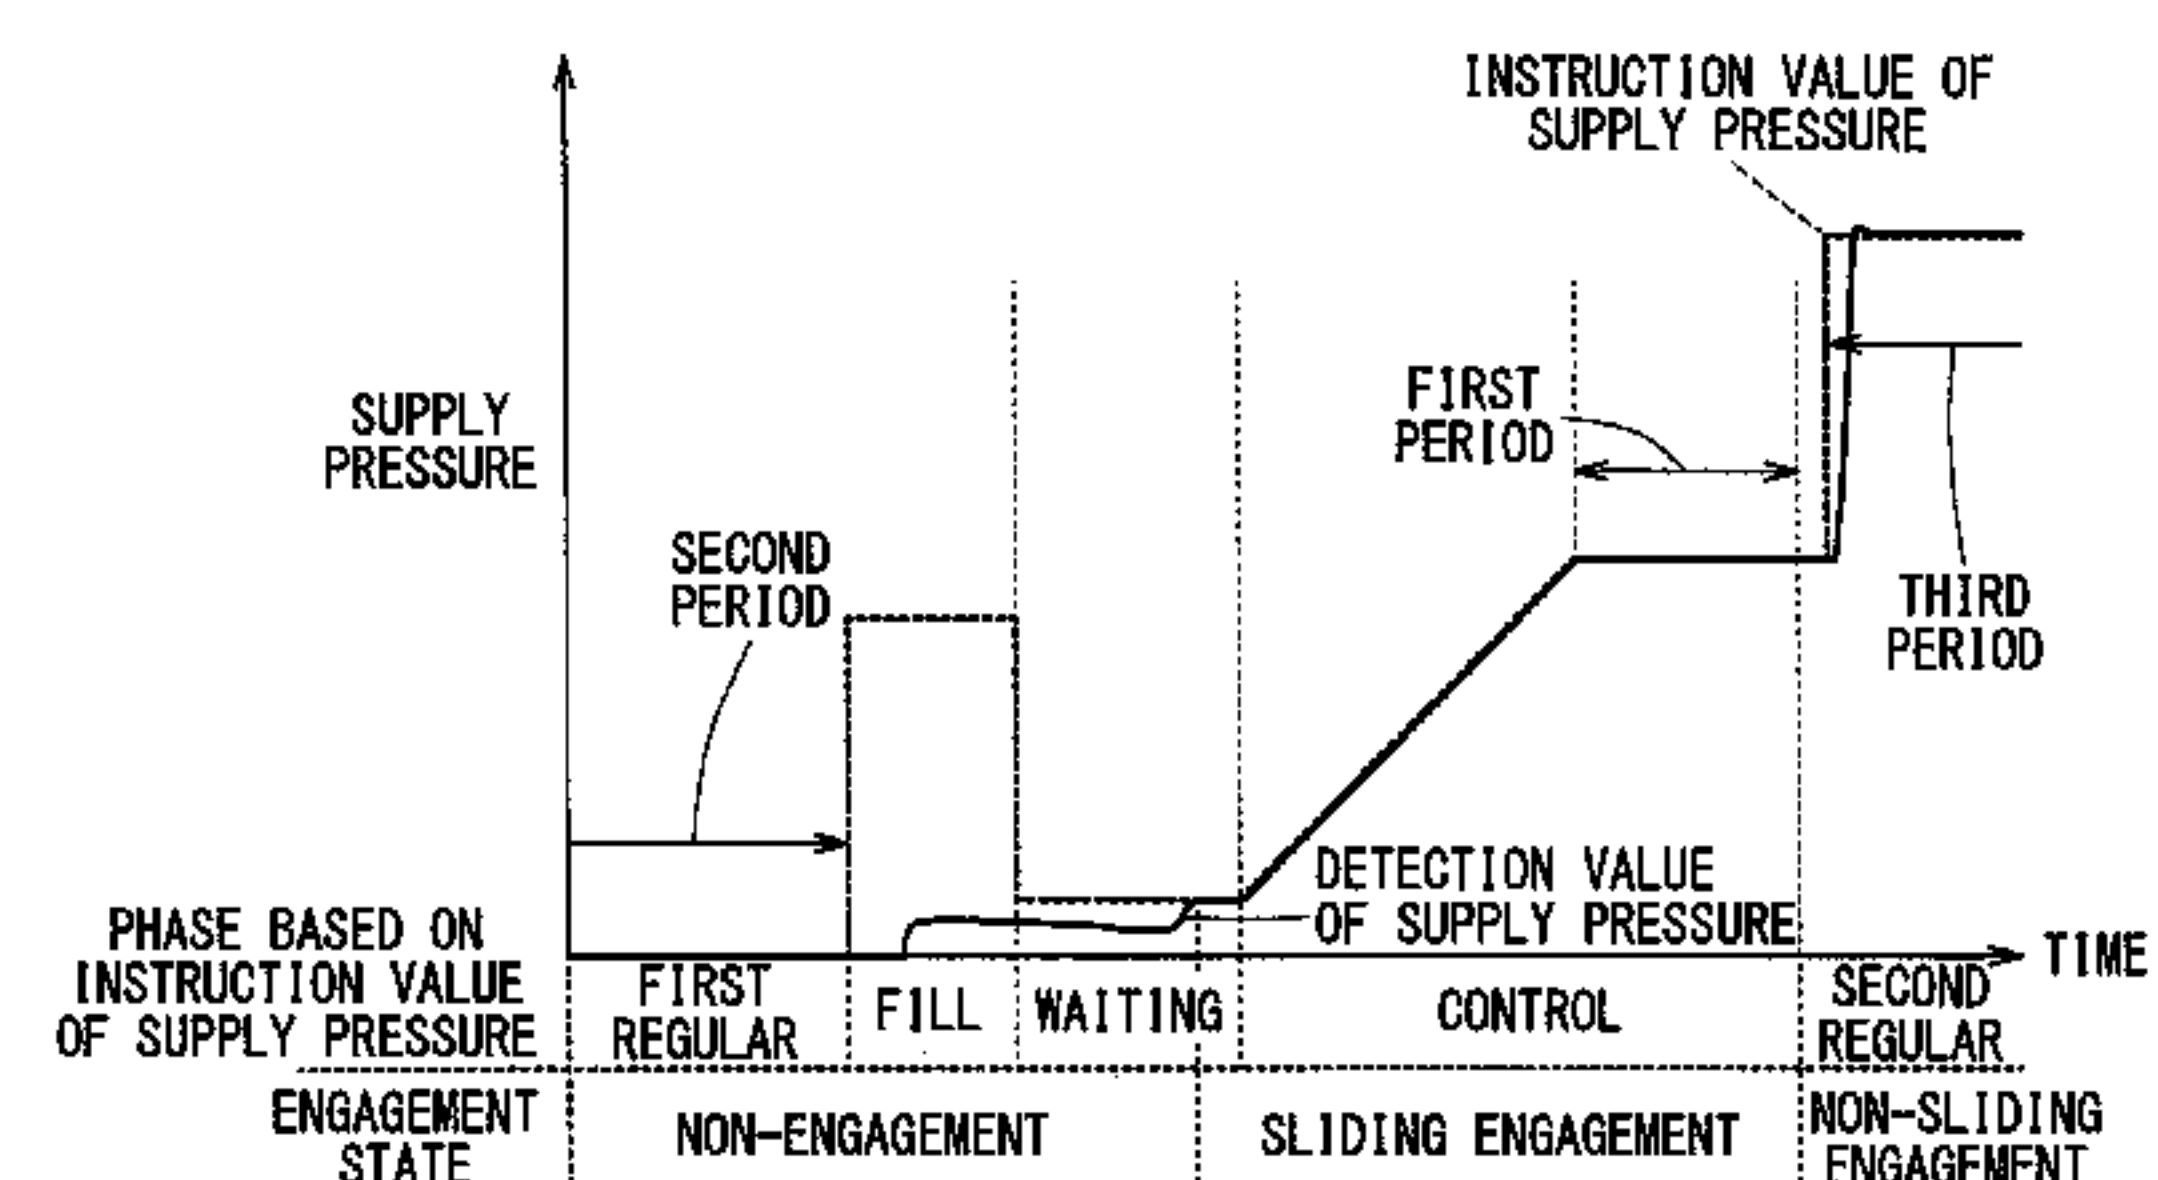 INSTRUCTION VALUE OF
SUPPLY PRESSURE
SUPPLY
PRESSURE
FIRST
PERIOD
SECOND
PERIOD
THIRD
PERIOD
DETECTION VALUE
OF SUPPLY PRESSURE
TIME
PHASE BASED ON
INSTRUCTION VALUE
OF SUPPLY PRESSURE
FIRST
REGULAR
FILL
WAITING
CONTROL
SECOND
REGULAR
ENGAGEMENT
STATE
NON-ENGAGEMENT
SLIDING ENGAGEMENT
NON-SLIDING
ENGAGEMENT